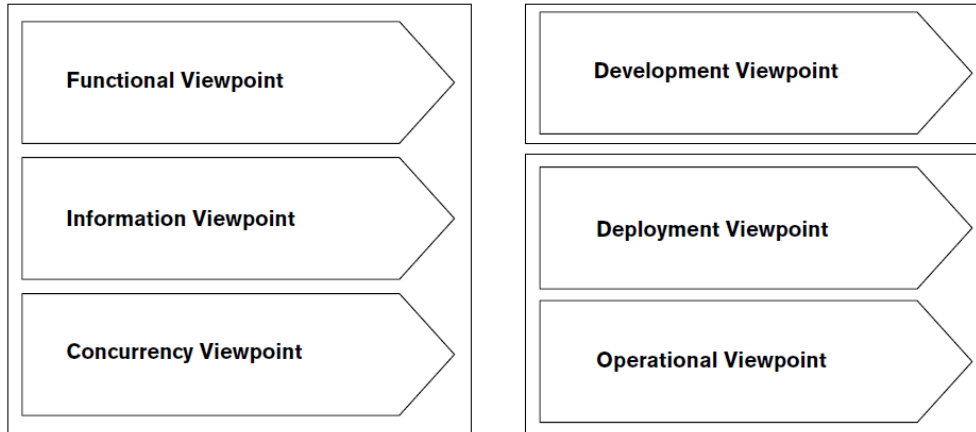 Functional Viewpoint
Information Viewpoint
Concurrency Viewpoint
Development Viewpoint
Deployment Viewpoint
Operational Viewpoint